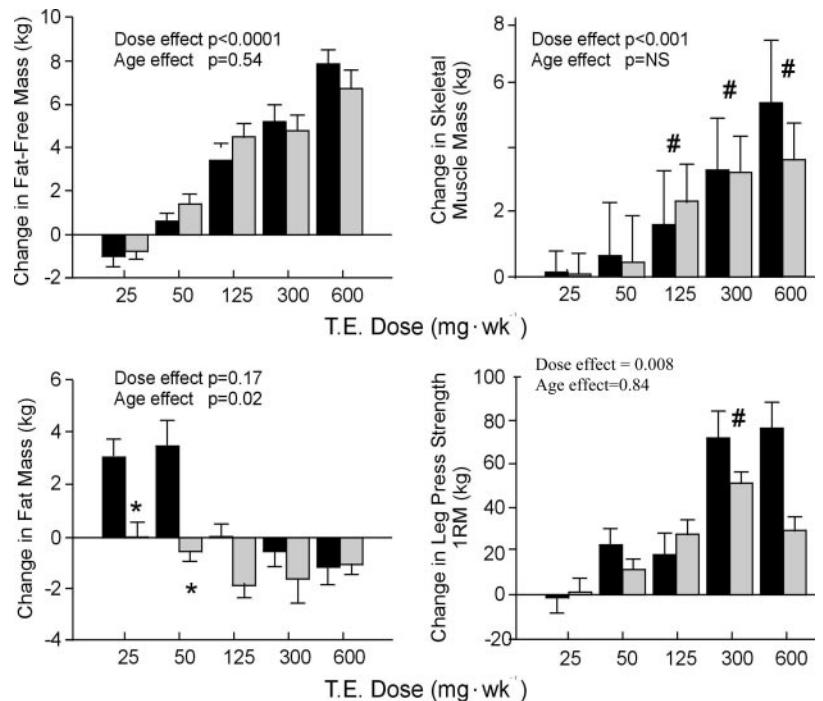 Change in Fat-Free Mass (kg)
10
8
6
4
2
0
-2
Dose effect p<0.0001
Age effect p=0.54
25 50 125 300 600
Change in Skeletal
Muscle Mass (kg)
8
6
2
0
Dose effect p<0.001
Age effect p=NS
# # #
25 50 125 300 600
T.E. Dose (mg·wk⁻¹)
Change in Fat Mass (kg)
6
4
2
0
-2
-4
Dose effect p=0.17
Age effect p=0.02
*
*
25 50 125 300 600
Change in Leg Press Strength
1RM (kg)
100
80
60
40
20
0
-20
Dose effect = 0.008
Age effect=0.84
#
25 50 125 300 600
T.E. Dose (mg·wk⁻¹)